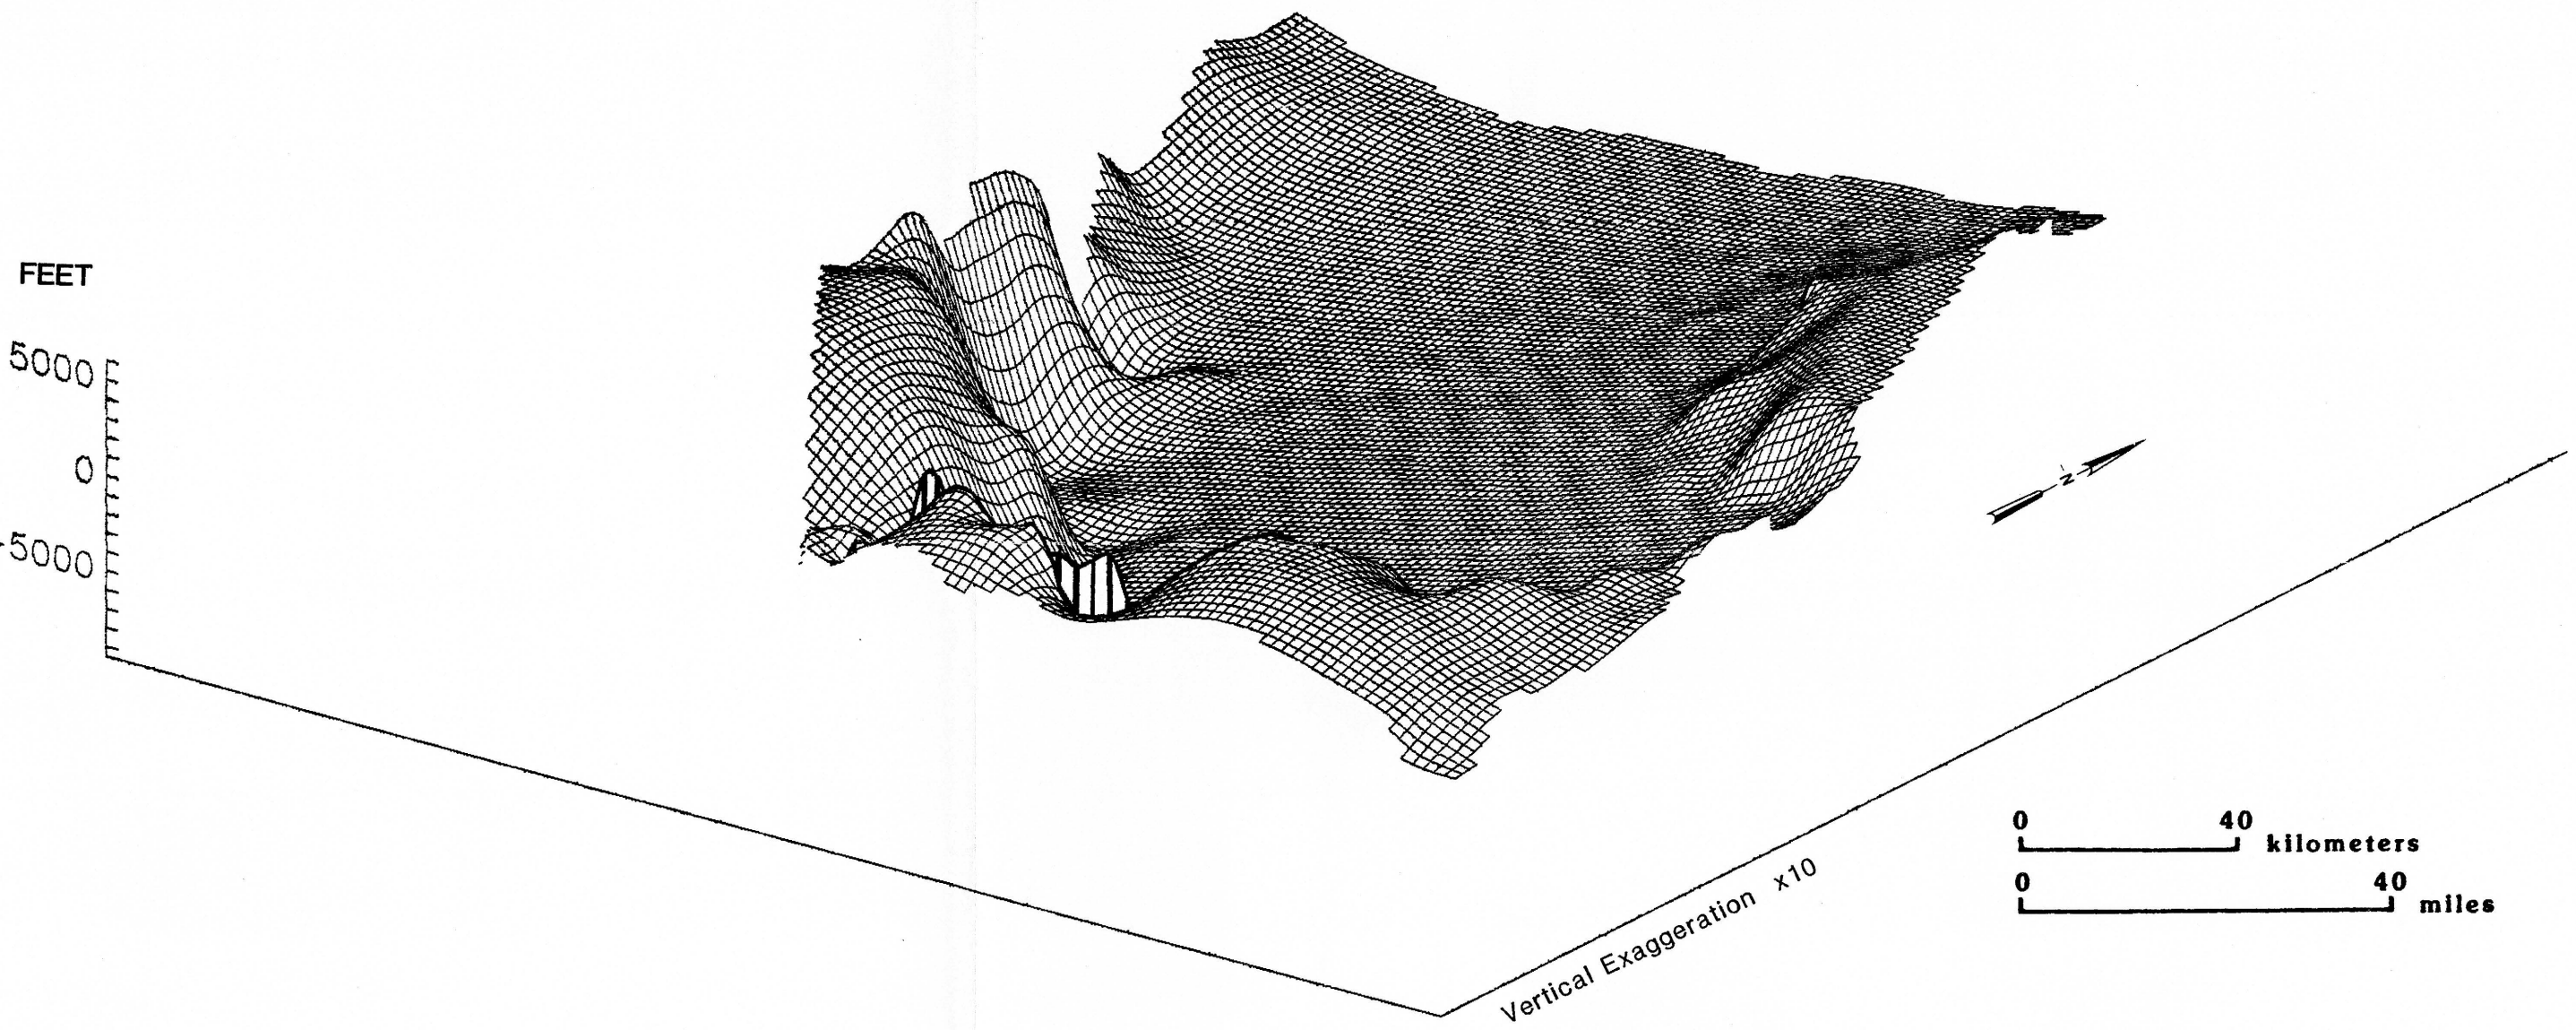 FEET
5000
0
-5000
N
Vertical Exaggeration x10
0 40 kilometers
0 40 miles